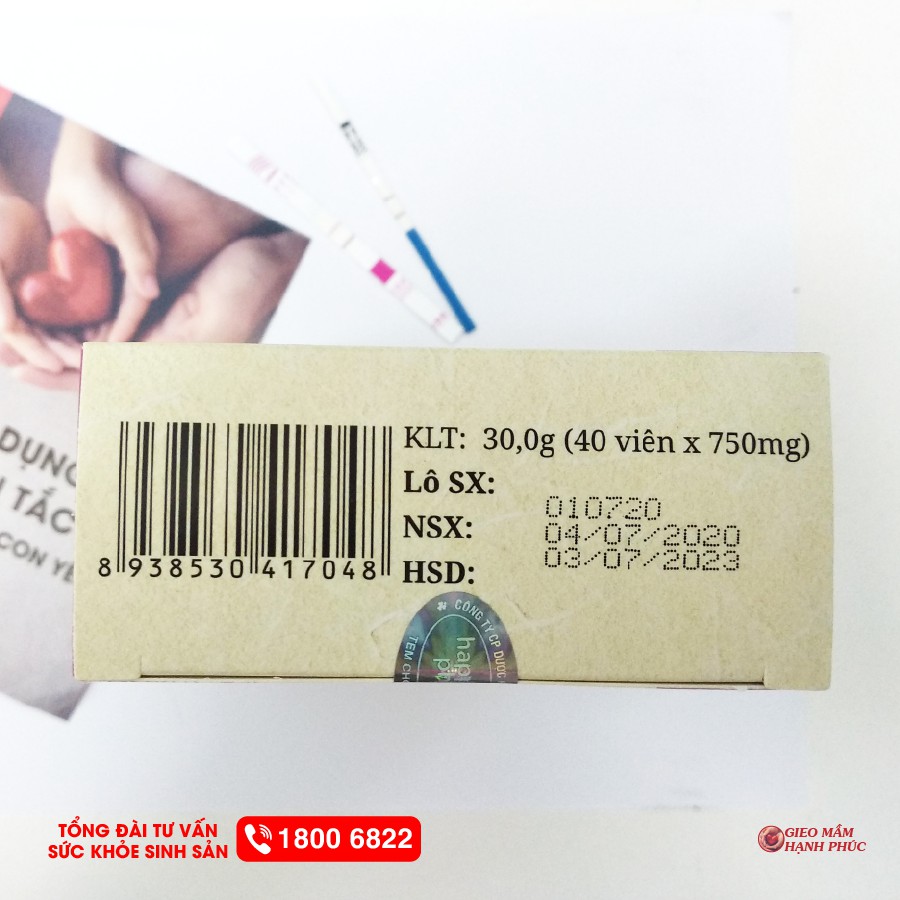 DỤNG
TẮC
CON YÊ
KLT: 30,0g (40 viên x 750mg)
Lô SX: 010720
NSX: 04/07/2020
HSD: 03/07/2023
8 938530 417048
CÔNG TY CP DƯỢC
TEM CH
TỔNG ĐÀI TƯ VẤN
SỨC KHỎE SINH SẢN
1800 6822
GIEO MẦM
HẠNH PHÚC